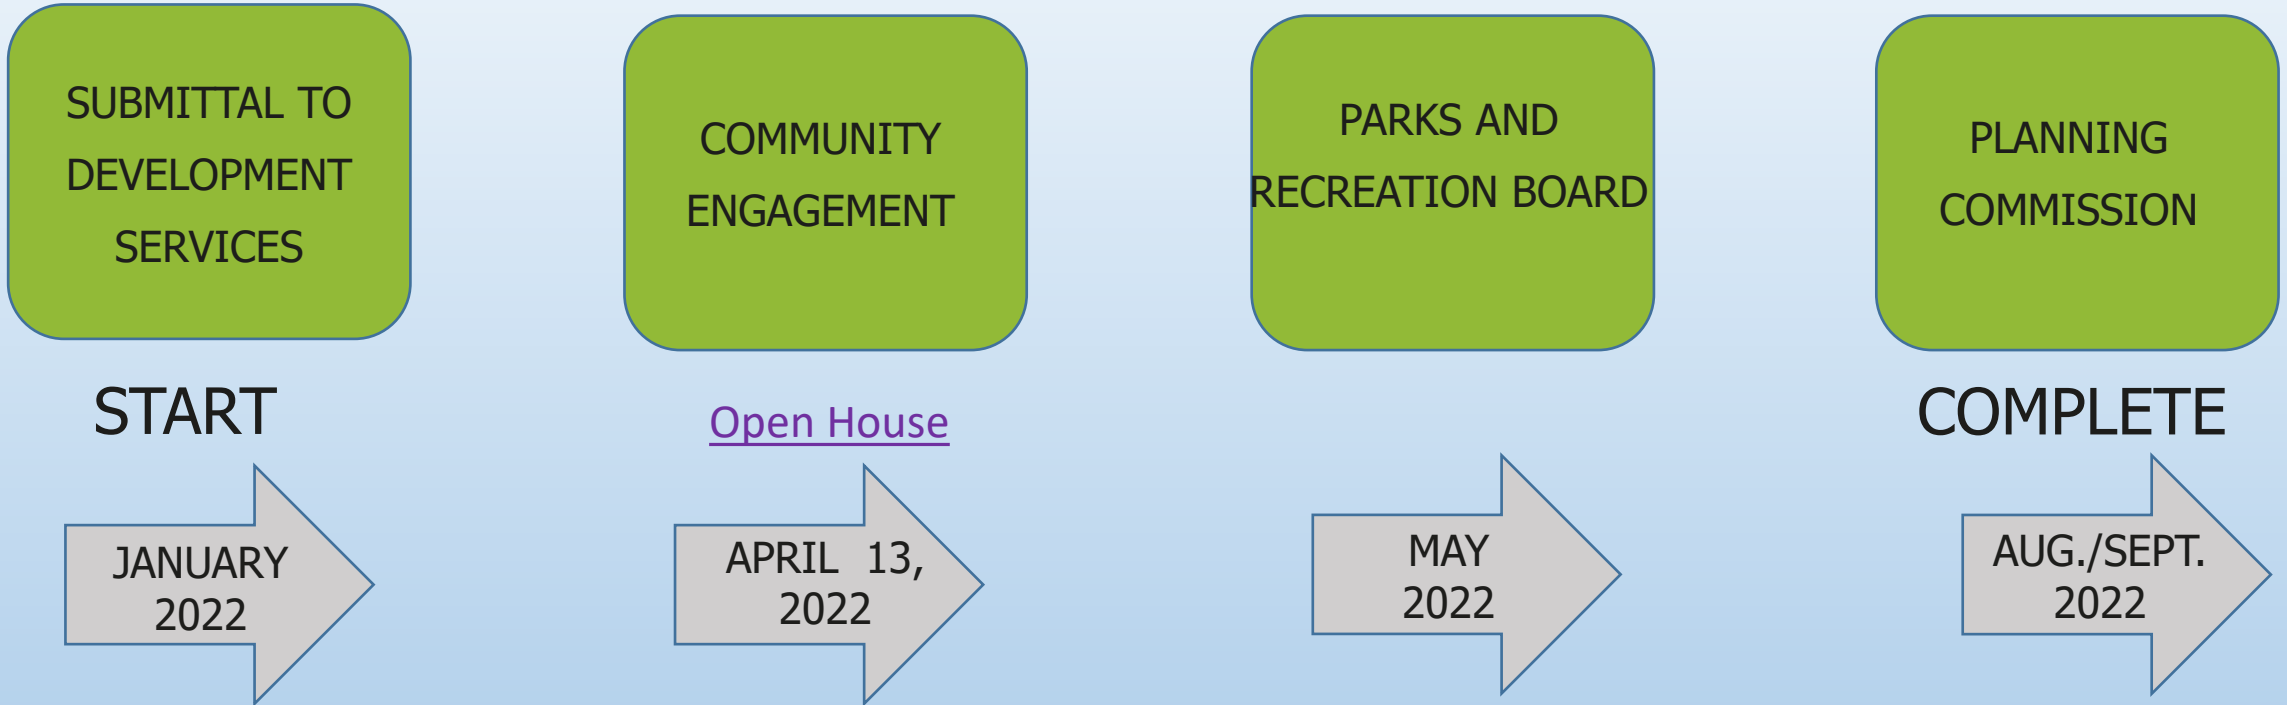 SUBMITTAL TO
DEVELOPMENT
SERVICES
COMMUNITY
ENGAGEMENT
PARKS AND
RECREATION BOARD
PLANNING
COMMISSION
START
Open House
COMPLETE
JANUARY
2022
APRIL 13,
2022
MAY
2022
AUG./SEPT.
2022